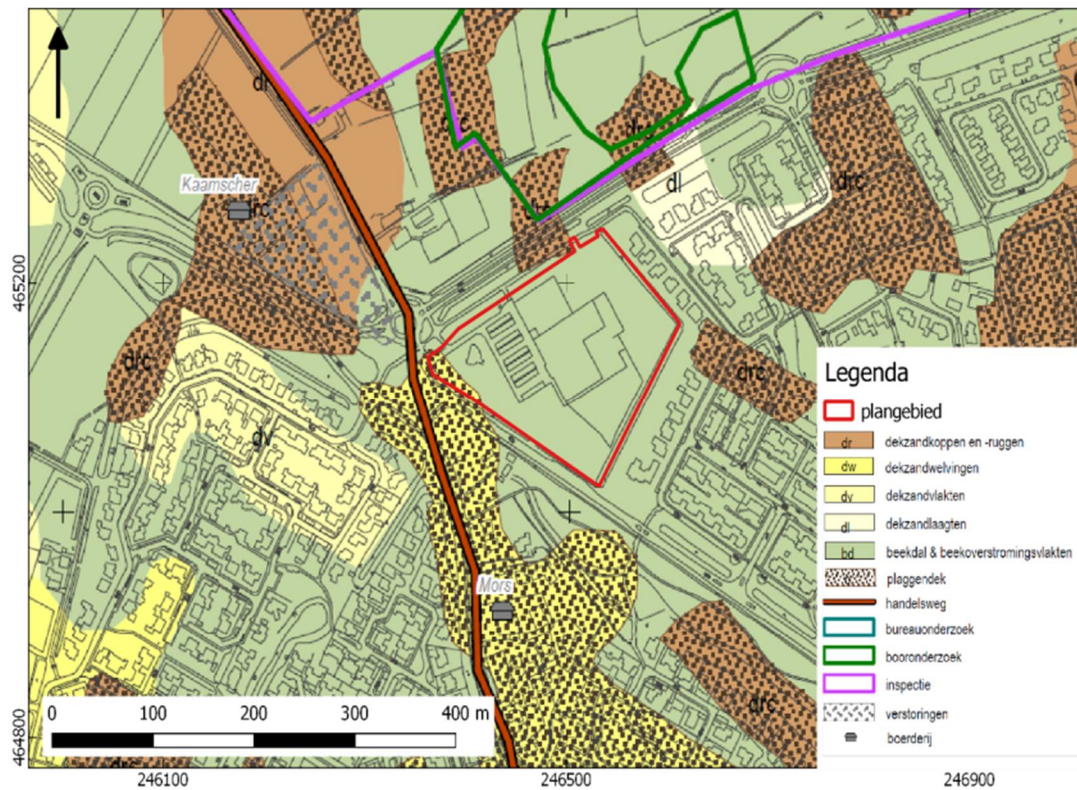 dr
drc
drc
Kaamscher
drc
dl
drc
465200
drc
drc
dv
Mors
drc
drc
464800
0 100 200 300 400 m
246100
246500
246900
Legenda
plangebied
dr dekzandkoppen en -ruggen
dw dekzandwelvingen
dv dekzandvlakten
dl dekzandlaagten
bd beekdal & beekoverstromingsvlakten
plaggendek
handelsweg
bureauonderzoek
booronderzoek
inspectie
verstoringen
boerderij